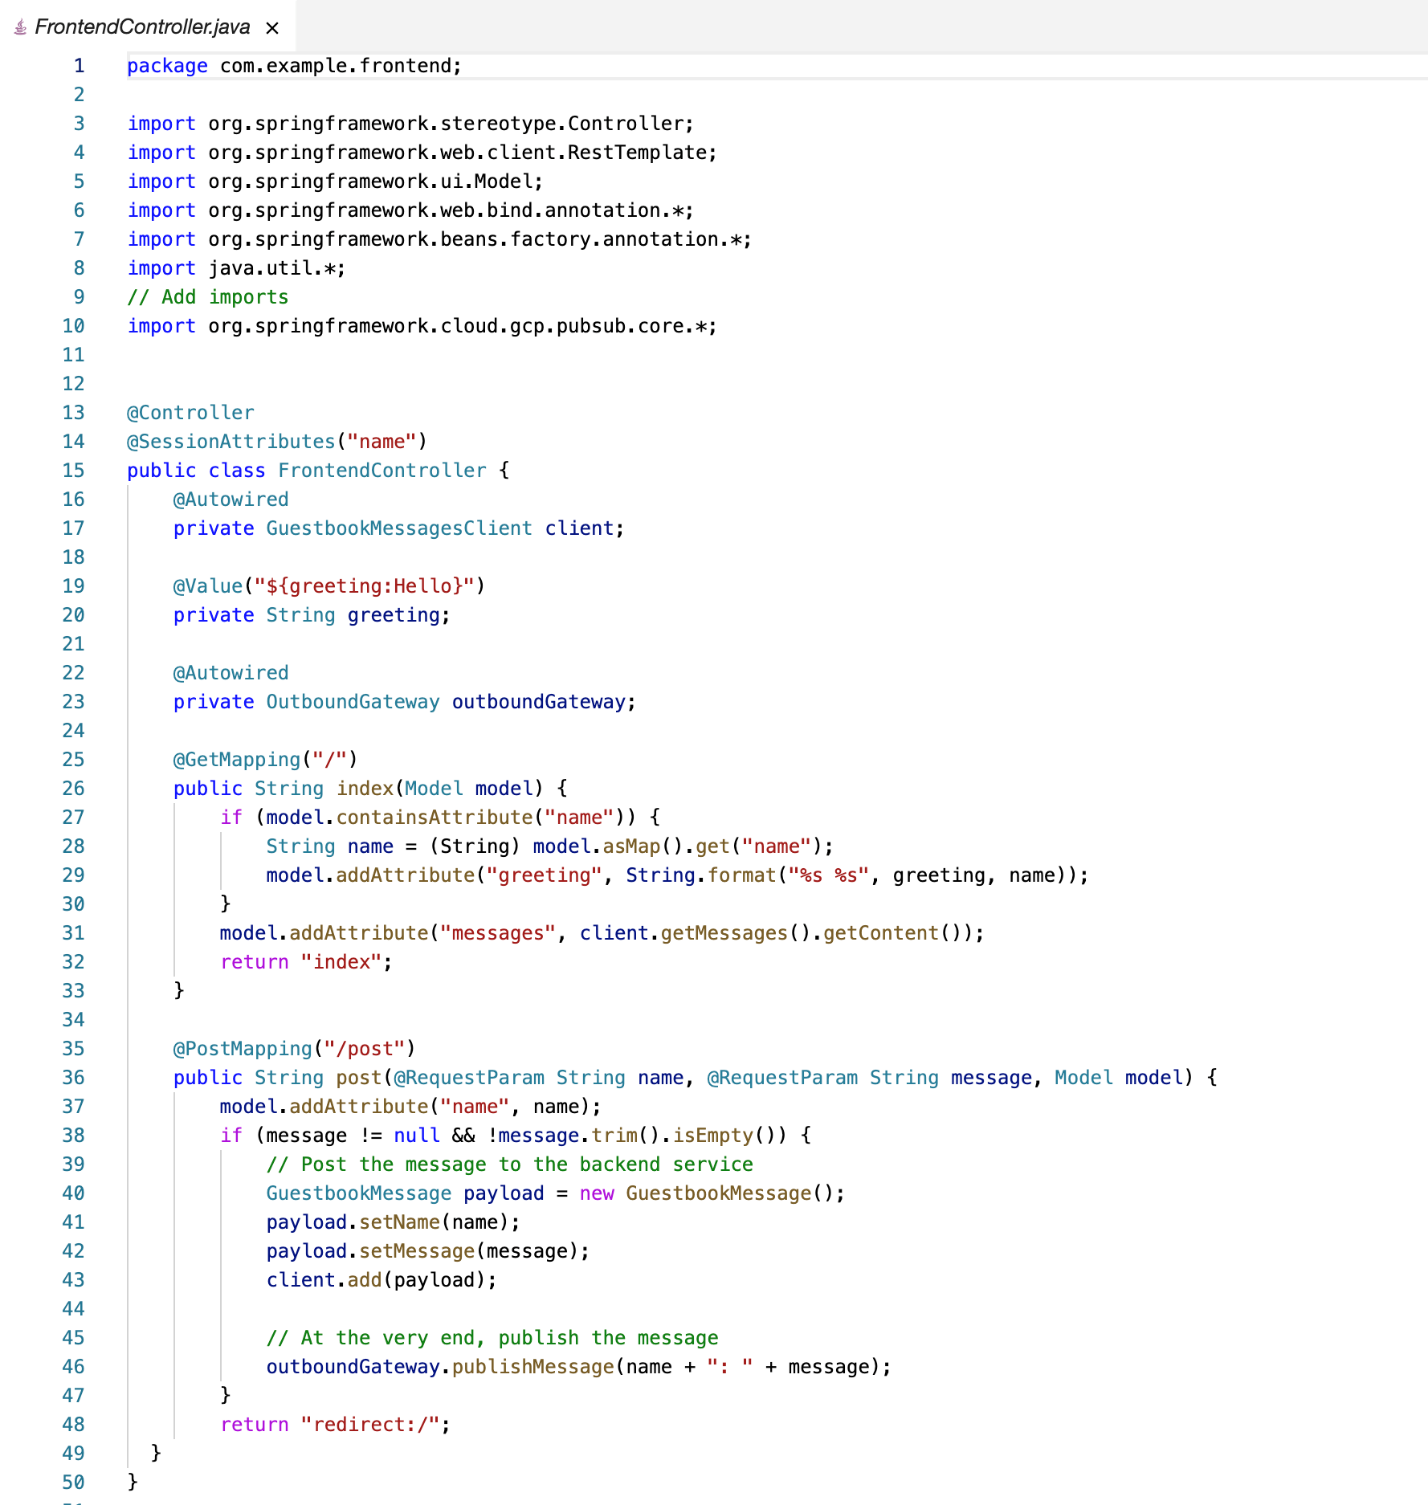 FrontendController.java ×
1 package com.example.frontend;
2
3 import org.springframework.stereotype.Controller;
4 import org.springframework.web.client.RestTemplate;
5 import org.springframework.ui.Model;
6 import org.springframework.web.bind.annotation.*;
7 import org.springframework.beans.factory.annotation.*;
8 import java.util.*;
9 // Add imports
10 import org.springframework.cloud.gcp.pubsub.core.*;
11
12
13 @Controller
14 @SessionAttributes("name")
15 public class FrontendController {
16     @Autowired
17     private GuestbookMessagesClient client;
18
19     @Value("${greeting:Hello}")
20     private String greeting;
21
22     @Autowired
23     private OutboundGateway outboundGateway;
24
25     @GetMapping("/")
26     public String index(Model model) {
27         if (model.containsAttribute("name")) {
28             String name = (String) model.asMap().get("name");
29             model.addAttribute("greeting", String.format("%s %s", greeting, name));
30         }
31         model.addAttribute("messages", client.getMessages().getContent());
32         return "index";
33     }
34
35     @PostMapping("/post")
36     public String post(@RequestParam String name, @RequestParam String message, Model model) {
37         model.addAttribute("name", name);
38         if (message != null && !message.trim().isEmpty()) {
39             // Post the message to the backend service
40             GuestbookMessage payload = new GuestbookMessage();
41             payload.setName(name);
42             payload.setMessage(message);
43             client.add(payload);
44
45             // At the very end, publish the message
46             outboundGateway.publishMessage(name + ": " + message);
47         }
48         return "redirect:/";
49   }
50 }